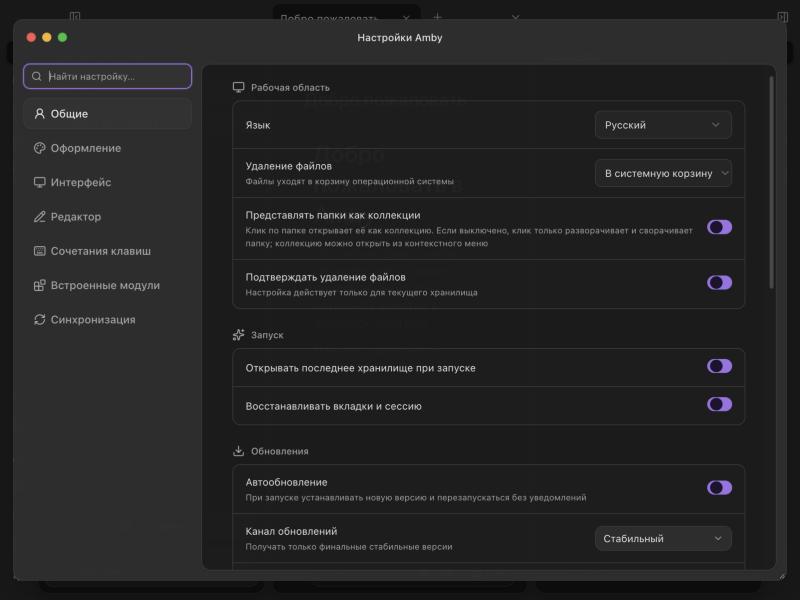 Добро пожаловать
Настройки Amby
Найти настройку...
Общие
Оформление
Интерфейс
Редактор
Сочетания клавиш
Встроенные модули
Синхронизация
Рабочая область
Язык
Русский
Удаление файлов
Файлы уходят в корзину операционной системы
В системную корзину
Представлять папки как коллекции
Клик по папке открывает её как коллекцию. Если выключено, клик только разворачивает и сворачивает
папку; коллекцию можно открыть из контекстного меню
Подтверждать удаление файлов
Настройка действует только для текущего хранилища
Запуск
Открывать последнее хранилище при запуске
Восстанавливать вкладки и сессию
Обновления
Автообновление
При запуске устанавливать новую версию и перезапускаться без уведомлений
Канал обновлений
Получать только финальные стабильные версии
Стабильный